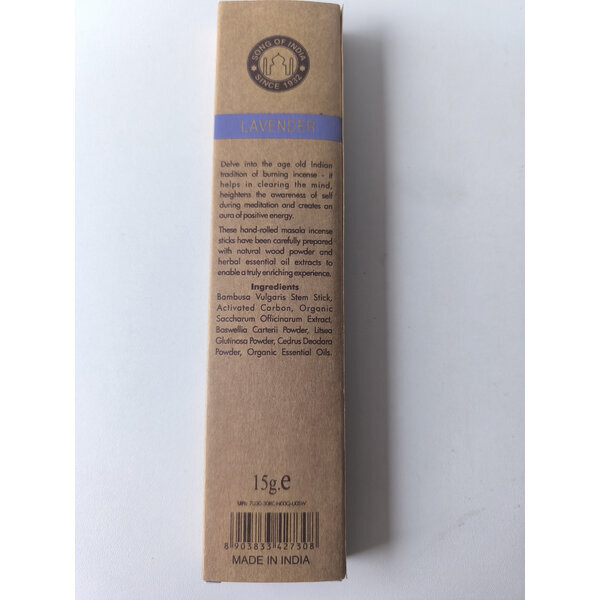 SONG OF INDIA
SINCE 1932
LAVENDER
Delve into the age old Indian
tradition of burning incense - it
helps in clearing the mind,
heightens the awareness of self
during meditation and creates an
aura of positive energy.
These hand-rolled masala incense
sticks have been carefully prepared
with natural wood powder and
herbal essential oil extracts to
enable a truly enriching experience.
Ingredients
Bambusa Vulgaris Stem Stick,
Activated Carbon, Organic
Saccharum Officinarum Extract,
Boswellia Carterii Powder, Litsea
Glutinosa Powder, Cedrus Deodara
Powder, Organic Essential Oils.
15g.e
8 903833 427308
MADE IN INDIA